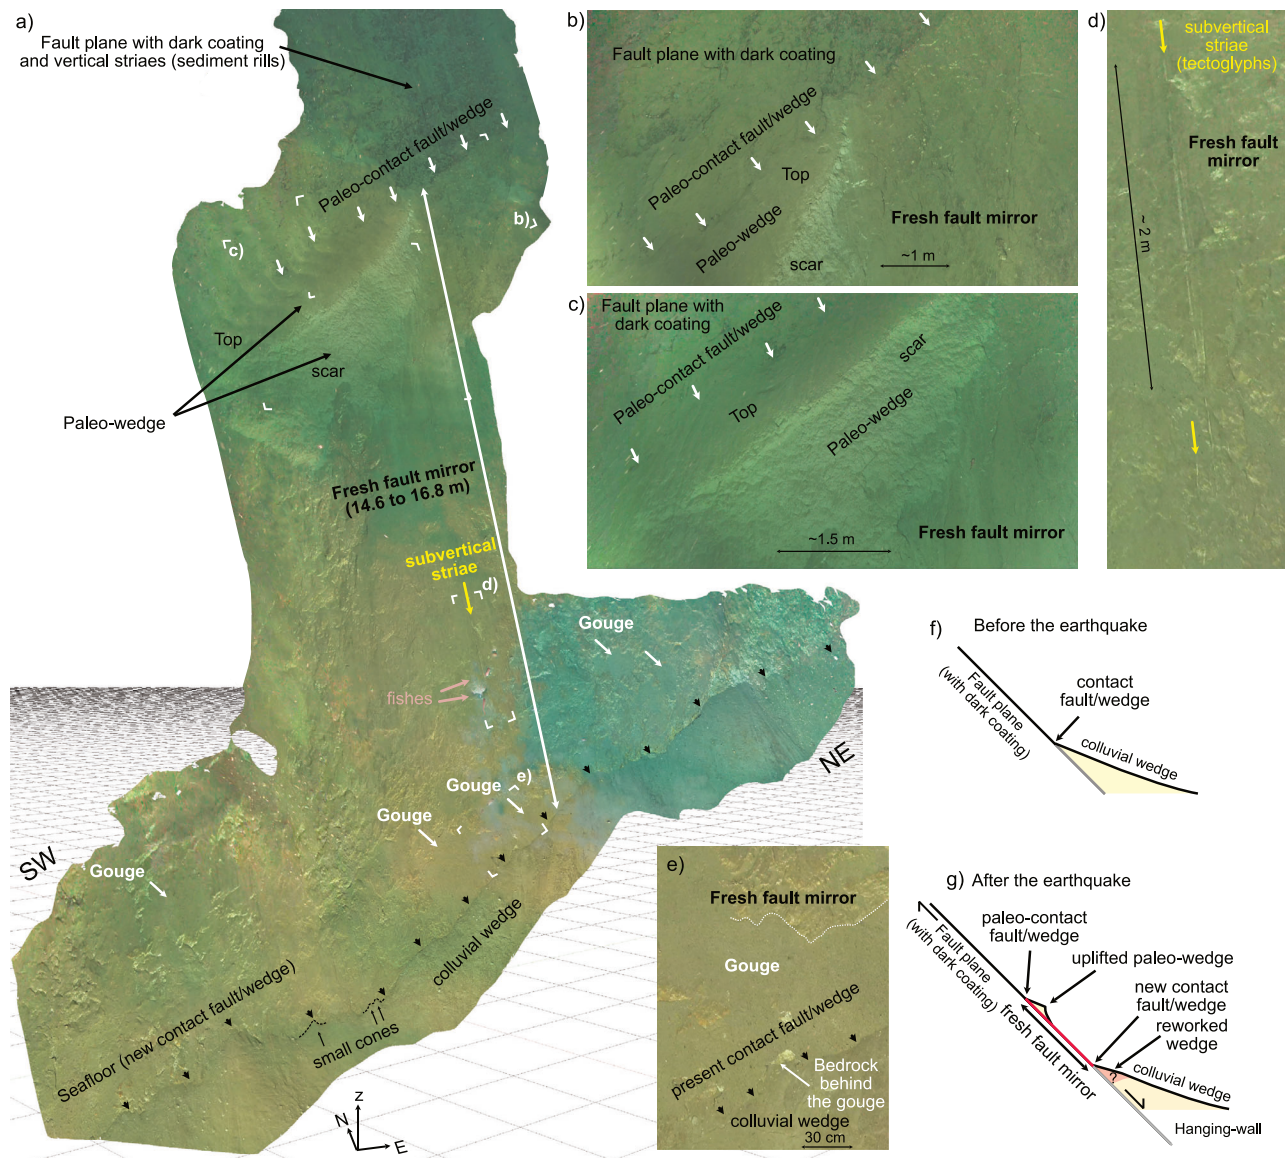 a)
Fault plane with dark coating
and vertical striaes (sediment rills)
Paleo-contact fault/wedge
b)
c)
Top
scar
Paleo-wedge
Fresh fault mirror
(14.6 to 16.8 m)
subvertical
striae
d)
Gouge
fishes
NE
e)
Gouge
Gouge
SW
Gouge
colluvial wedge
Seafloor (new contact fault/wedge)
small cones
z
N
E
b)
Fault plane with dark coating
Paleo-contact fault/wedge
Top
Paleo-wedge
scar
Fresh fault mirror
~1 m
c)
Fault plane with
dark coating
Paleo-contact fault/wedge
Top
scar
Paleo-wedge
Fresh fault mirror
~1.5 m
d)
subvertical
striae
(tectoglyphs)
Fresh fault
mirror
~ 2 m
e)
Fresh fault mirror
Gouge
present contact fault/wedge
Bedrock
behind
the gouge
colluvial wedge
30 cm
f)
Before the earthquake
Fault plane
(with dark coating)
contact
fault/wedge
colluvial wedge
g)
After the earthquake
paleo-contact
fault/wedge
Fault plane
(with dark coating)
uplifted paleo-wedge
new contact
fault/wedge
reworked
wedge
fresh fault mirror
?
colluvial wedge
Hanging-wall